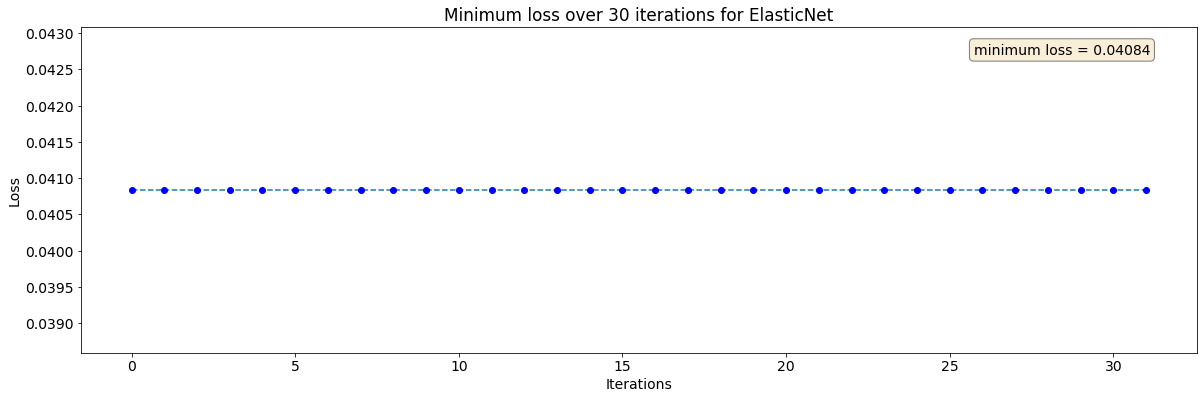 Minimum loss over 30 iterations for ElasticNet
minimum loss = 0.04084
0.0430
0.0425
0.0420
0.0415
0.0410
0.0405
0.0400
0.0395
0.0390
Loss
0 5 10 15 20 25 30
Iterations